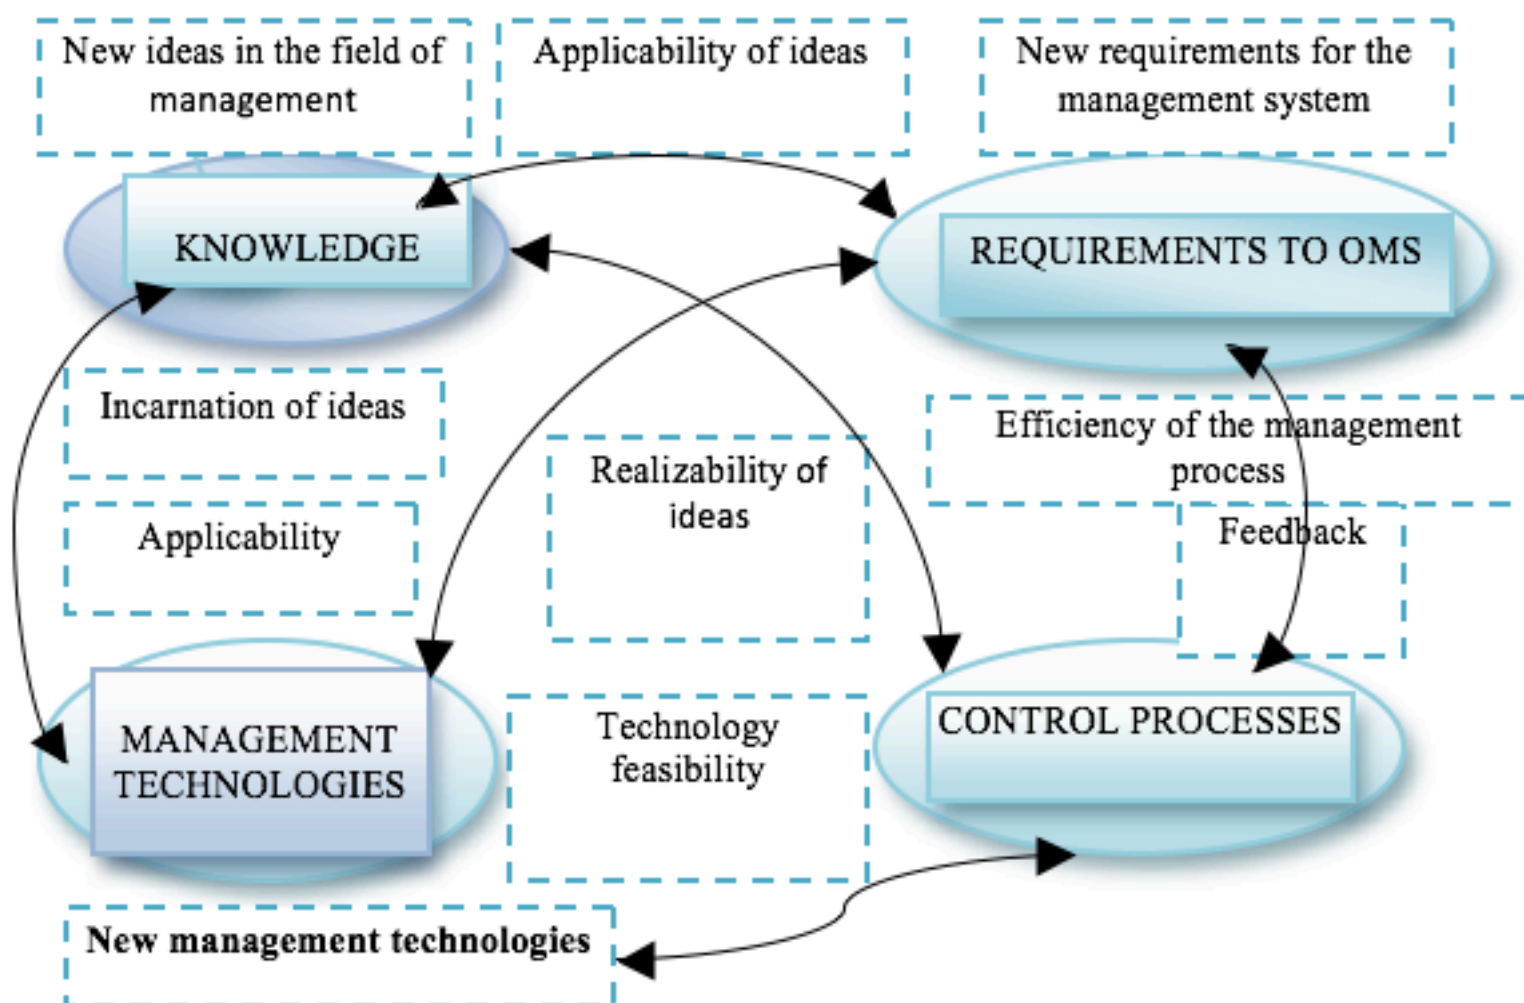 New ideas in the field of
management
Applicability of ideas
New requirements for the
management system
KNOWLEDGE
REQUIREMENTS TO OMS
Incarnation of ideas
Efficiency of the management
process
Realizability of
ideas
Applicability
Feedback
MANAGEMENT
TECHNOLOGIES
Technology
feasibility
CONTROL PROCESSES
New management technologies